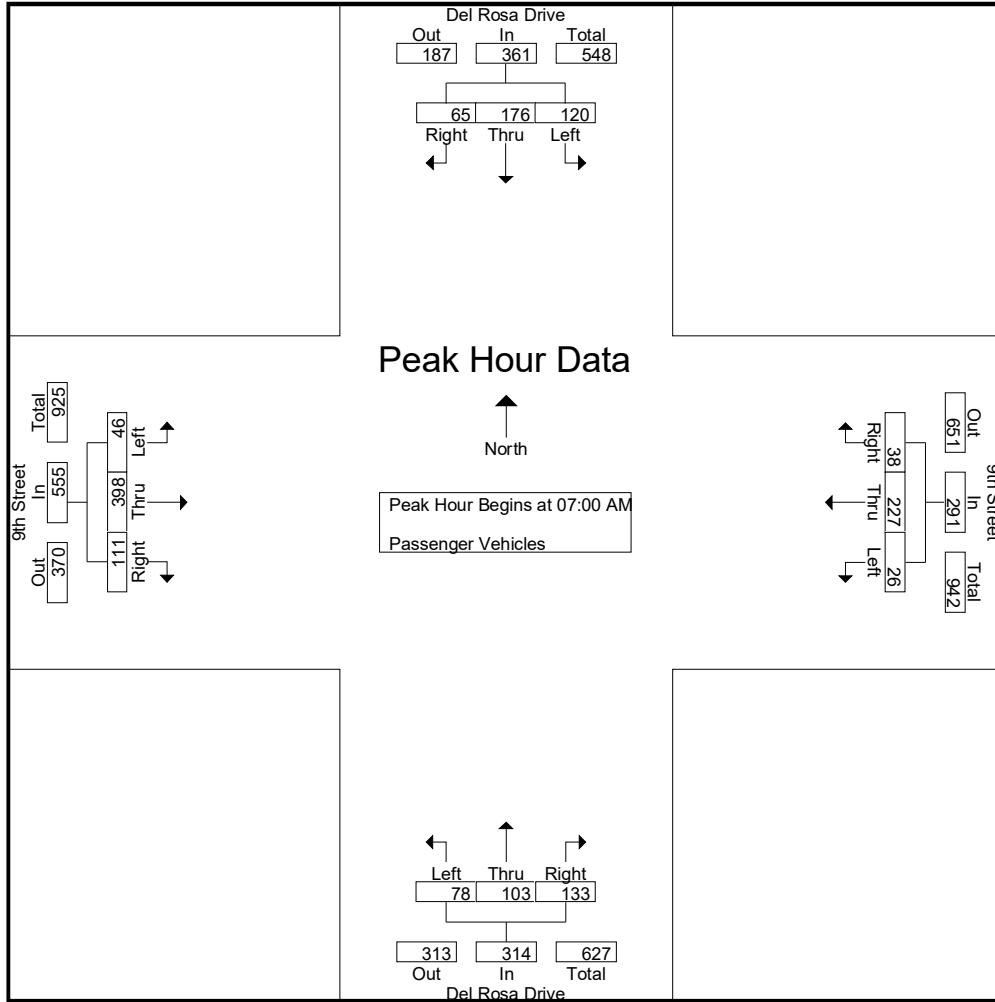 Del Rosa Drive
Out In Total
187 361 548
65 176 120
Right Thru Left
Peak Hour Data
North
Peak Hour Begins at 07:00 AM
Passenger Vehicles
9th Street
Total In Out
925 555 370
46 398 111
Left Thru Right
9th Street
Out In Total
651 291 942
38 227 26
Right Thru Left
Left Thru Right
78 103 133
313 314 627
Out In Total
Del Rosa Drive